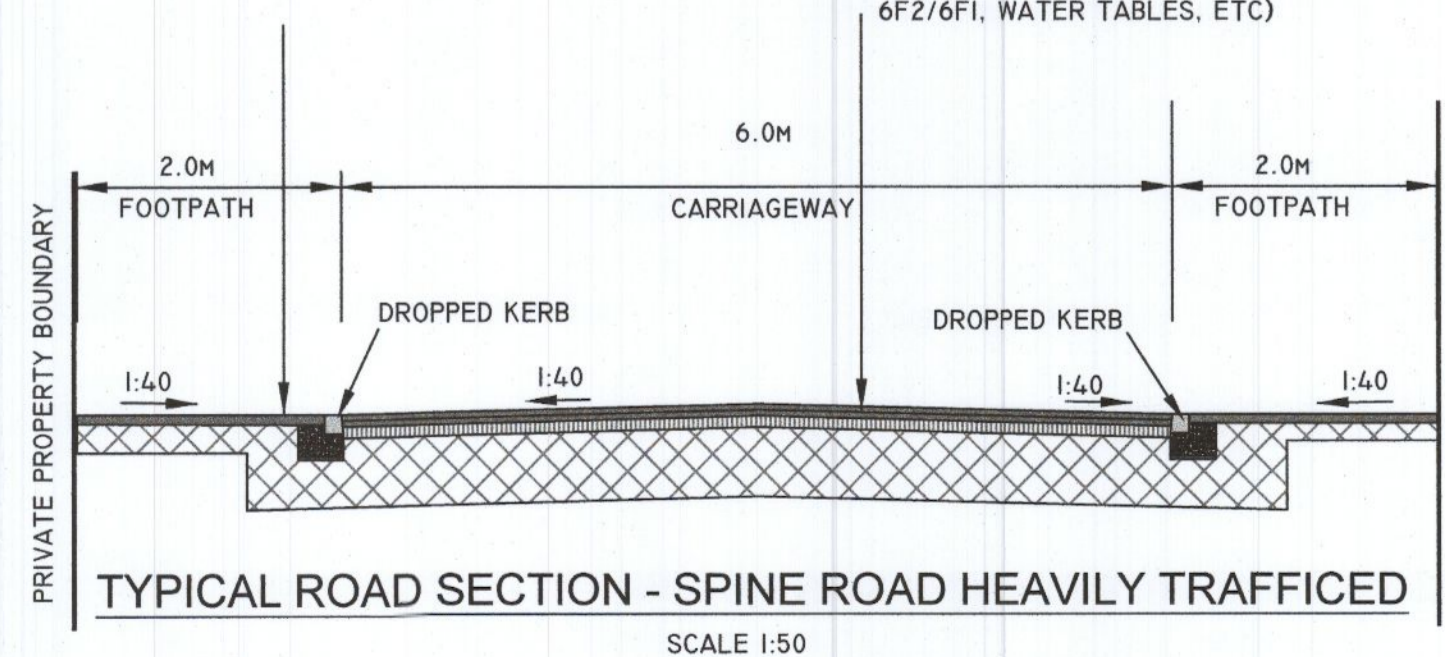 6F2/6F1, WATER TABLES, ETC)
6.0M
2.0M
2.0M
FOOTPATH
CARRIAGEWAY
FOOTPATH
PRIVATE PROPERTY BOUNDARY
DROPPED KERB
DROPPED KERB
1:40
1:40
1:40
1:40
TYPICAL ROAD SECTION - SPINE ROAD HEAVILY TRAFFICED
SCALE 1:50